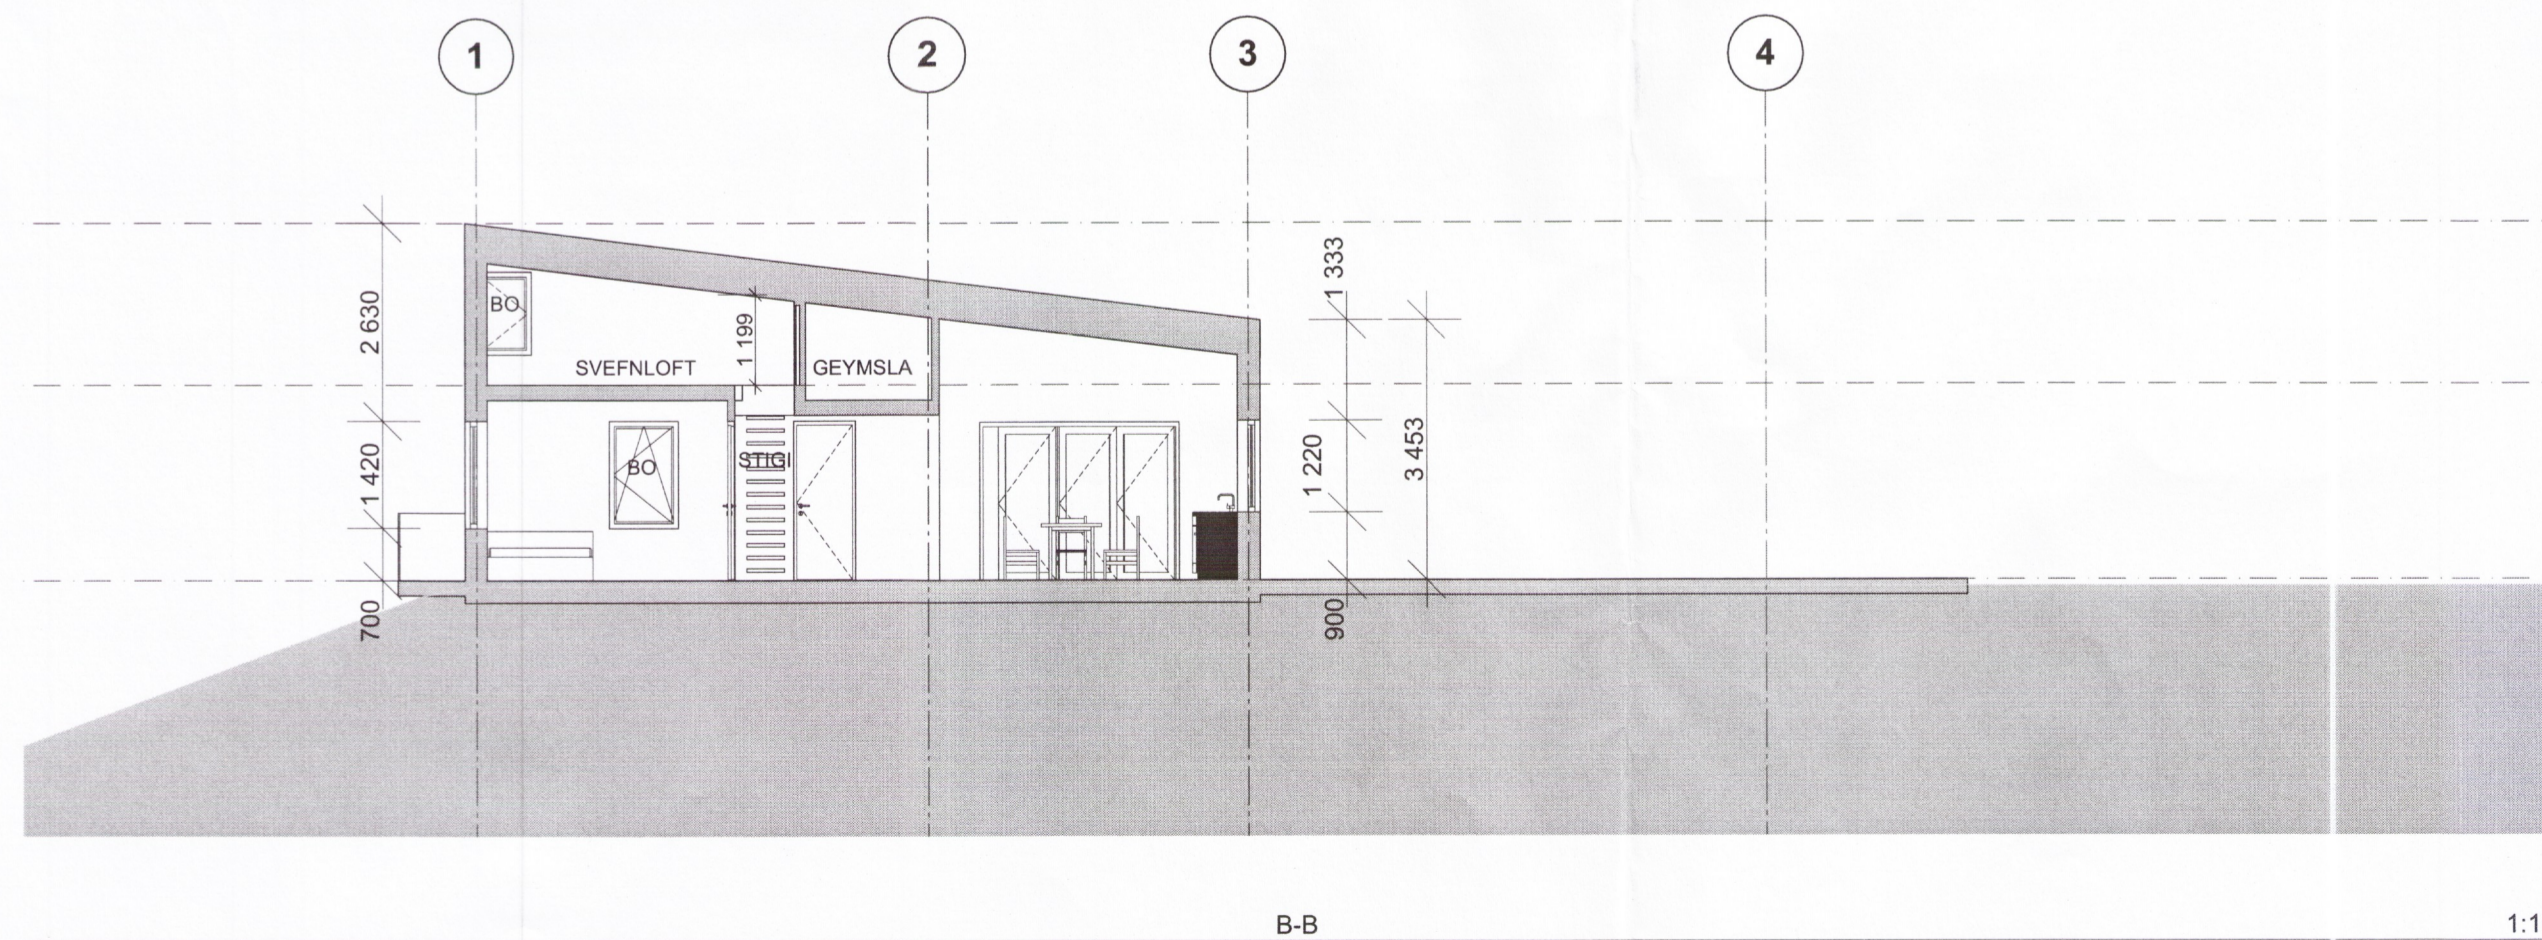 1
2
3
4
1 333
2 630
BO
1 199
SVEFNLOFT
GEYMSLA
1 420
BO
STIGI
1 220
3 453
700
900
B-B
1:1